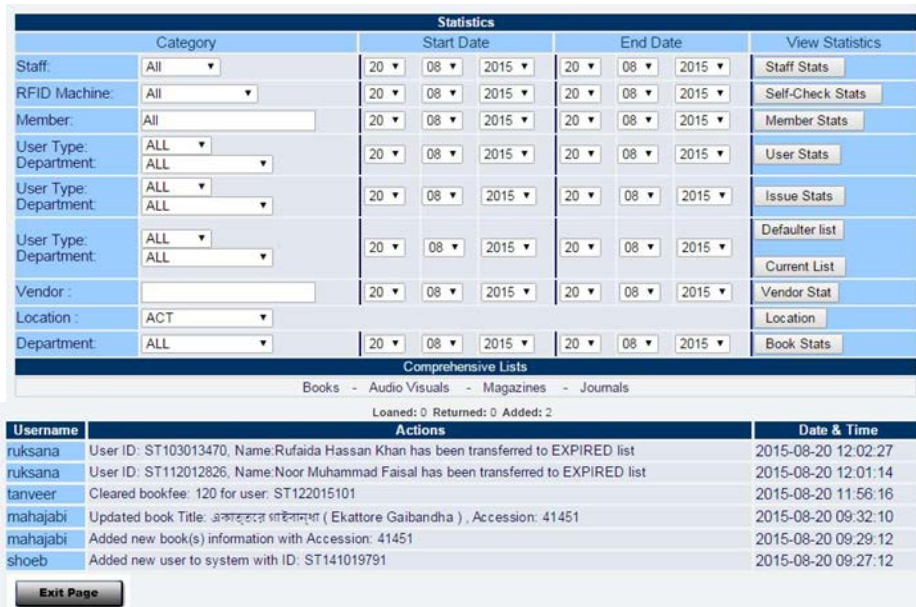 Statistics
Category Start Date End Date View Statistics
Staff: All 20 08 2015 20 08 2015 Staff Stats
RFID Machine: All 20 08 2015 20 08 2015 Self-Check Stats
Member: All 20 08 2015 20 08 2015 Member Stats
User Type: ALL
Department: ALL 20 08 2015 20 08 2015 User Stats
User Type: ALL
Department: ALL 20 08 2015 20 08 2015 Issue Stats
User Type: ALL Defaulter list
Department: ALL 20 08 2015 20 08 2015
Current List
Vendor : 20 08 2015 20 08 2015 Vendor Stat
Location : ACT Location
Department: ALL 20 08 2015 20 08 2015 Book Stats
Comprehensive Lists
Books - Audio Visuals - Magazines - Journals
Loaned: 0 Returned: 0 Added: 2
Username Actions Date & Time
ruksana User ID: ST103013470, Name:Rufaida Hassan Khan has been transferred to EXPIRED list 2015-08-20 12:02:27
ruksana User ID: ST112012826, Name:Noor Muhammad Faisal has been transferred to EXPIRED list 2015-08-20 12:01:14
tanveer Cleared bookfee: 120 for user: ST122015101 2015-08-20 11:56:16
mahajabi Updated book Title: একাত্তরে গাইবান্ধা ( Ekattore Gaibandha ) , Accession: 41451 2015-08-20 09:32:10
mahajabi Added new book(s) information with Accession: 41451 2015-08-20 09:29:12
shoeb Added new user to system with ID: ST141019791 2015-08-20 09:27:12
Exit Page